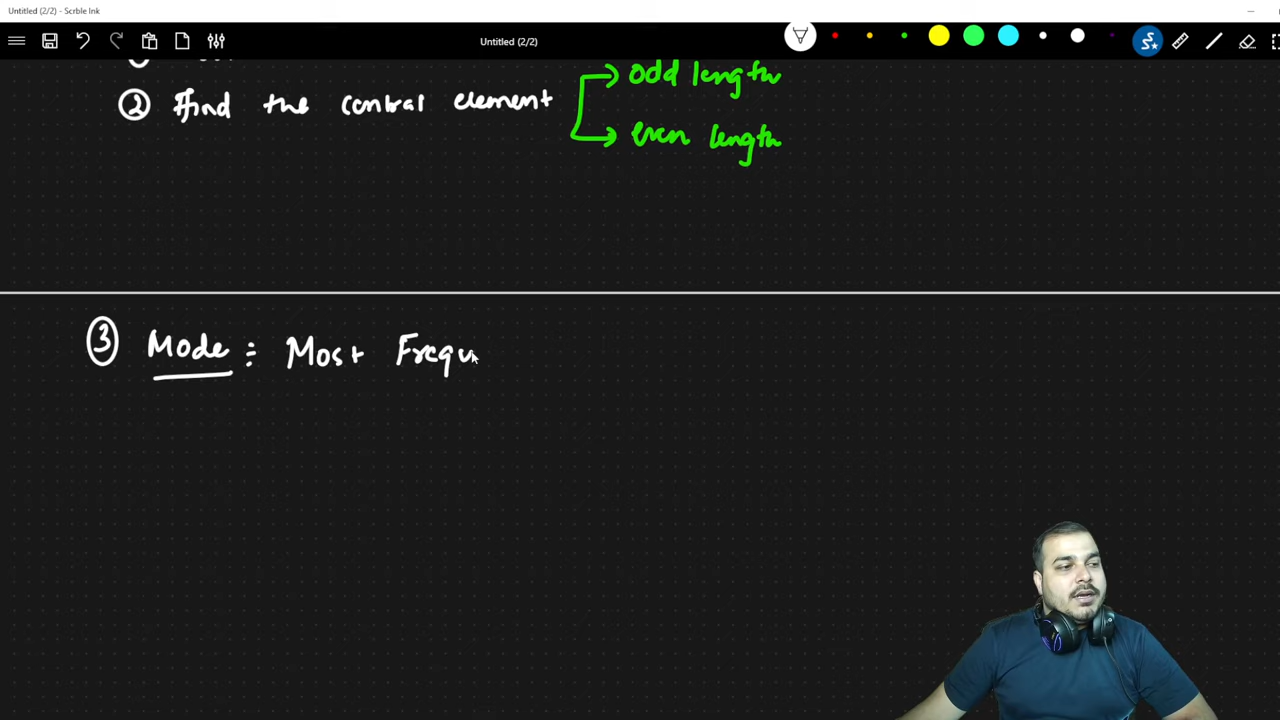 Untitled (2/2) - Scrble Ink
Untitled (2/2)
odd length
② Find the central element
even length
③ Mode : Most Frequ